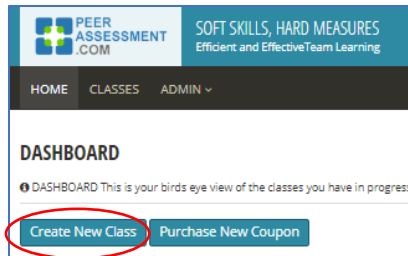 PEER
ASSESSMENT
.COM
SOFT SKILLS, HARD MEASURES
Efficient and EffectiveTeam Learning
HOME CLASSES ADMIN
DASHBOARD
DASHBOARD This is your birds eye view of the classes you have in progress
Create New Class Purchase New Coupon